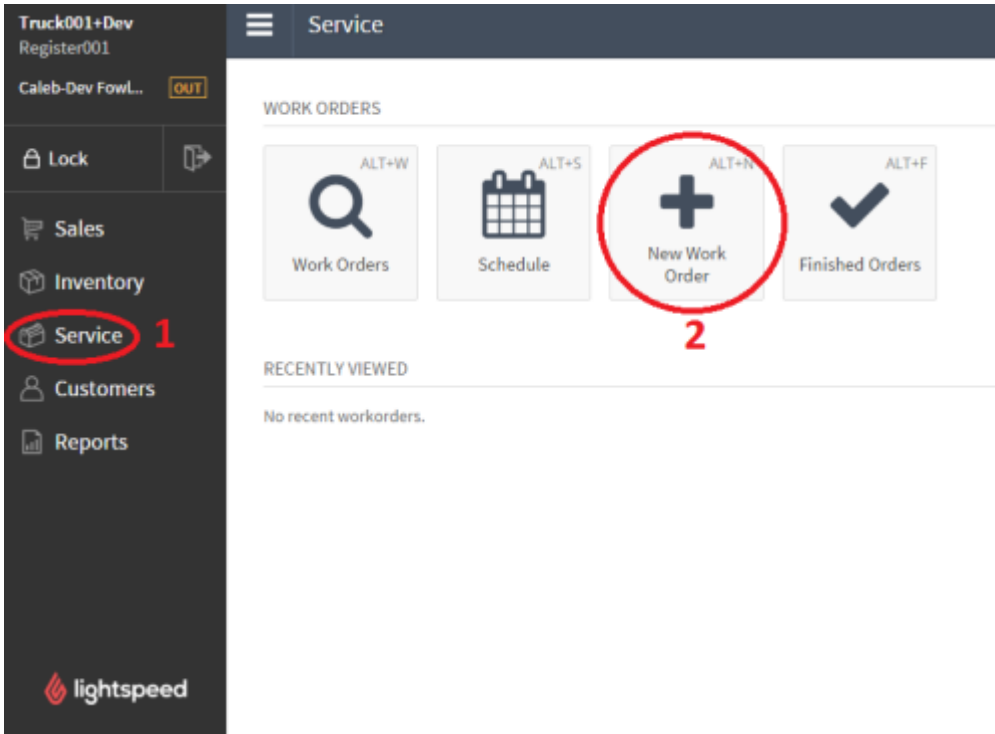 Truck001+Dev
Register001
Caleb-Dev Fowl...
OUT
Lock
Sales
Inventory
Service
1
Customers
Reports
lightspeed
Service
WORK ORDERS
ALT+W
Work Orders
ALT+S
Schedule
ALT+N
New Work
Order
2
ALT+F
Finished Orders
RECENTLY VIEWED
No recent workorders.